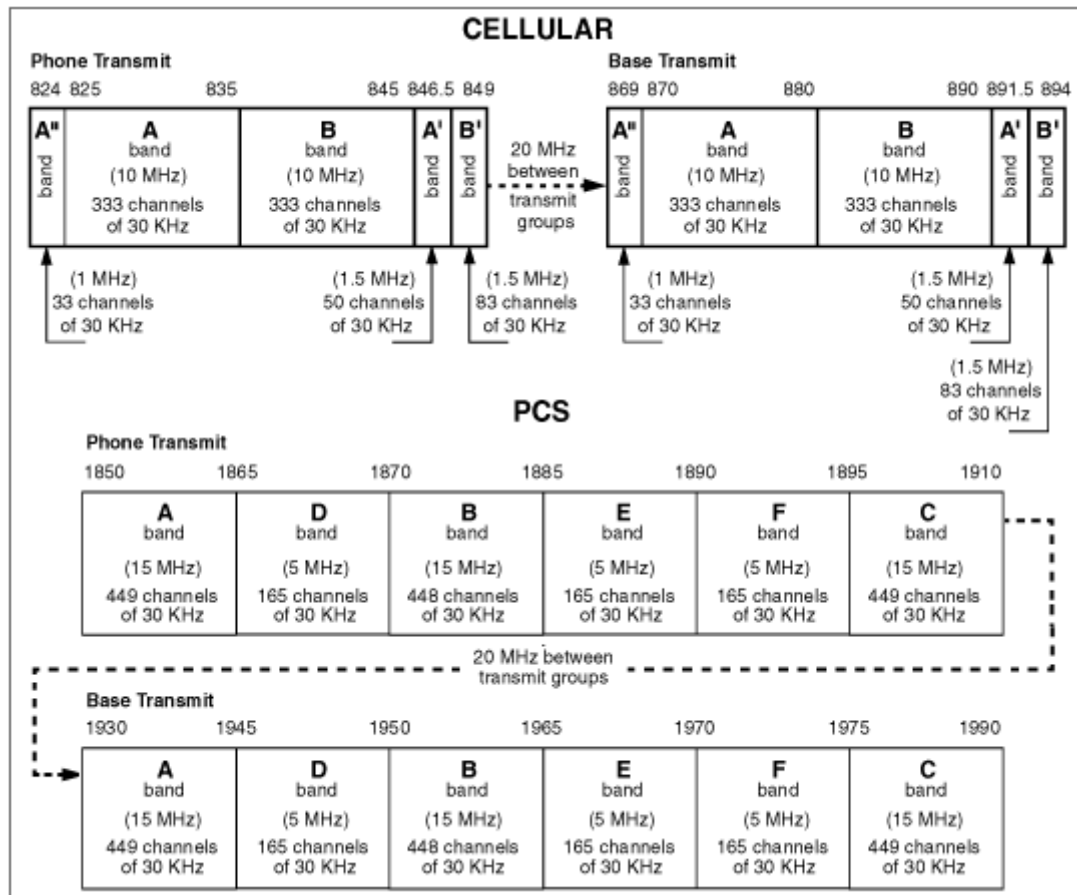 CELLULAR
Phone Transmit
Base Transmit
824 825 835 845 846.5 849
869 870 880 890 891.5 894
A"
band
A
band
(10 MHz)
333 channels
of 30 KHz
B
band
(10 MHz)
333 channels
of 30 KHz
A'
band
B'
band
20 MHz
between
transmit
groups
A"
band
A
band
(10 MHz)
333 channels
of 30 KHz
B
band
(10 MHz)
333 channels
of 30 KHz
A'
band
B'
band
(1 MHz)
33 channels
of 30 KHz
(1.5 MHz)
50 channels
of 30 KHz
(1.5 MHz)
83 channels
of 30 KHz
(1 MHz)
33 channels
of 30 KHz
(1.5 MHz)
50 channels
of 30 KHz
(1.5 MHz)
83 channels
of 30 KHz
PCS
Phone Transmit
1850 1865 1870 1885 1890 1895 1910
A
band
(15 MHz)
449 channels
of 30 KHz
D
band
(5 MHz)
165 channels
of 30 KHz
B
band
(15 MHz)
448 channels
of 30 KHz
E
band
(5 MHz)
165 channels
of 30 KHz
F
band
(5 MHz)
165 channels
of 30 KHz
C
band
(15 MHz)
449 channels
of 30 KHz
20 MHz between
transmit groups
Base Transmit
1930 1945 1950 1965 1970 1975 1990
A
band
(15 MHz)
449 channels
of 30 KHz
D
band
(5 MHz)
165 channels
of 30 KHz
B
band
(15 MHz)
448 channels
of 30 KHz
E
band
(5 MHz)
165 channels
of 30 KHz
F
band
(5 MHz)
165 channels
of 30 KHz
C
band
(15 MHz)
449 channels
of 30 KHz